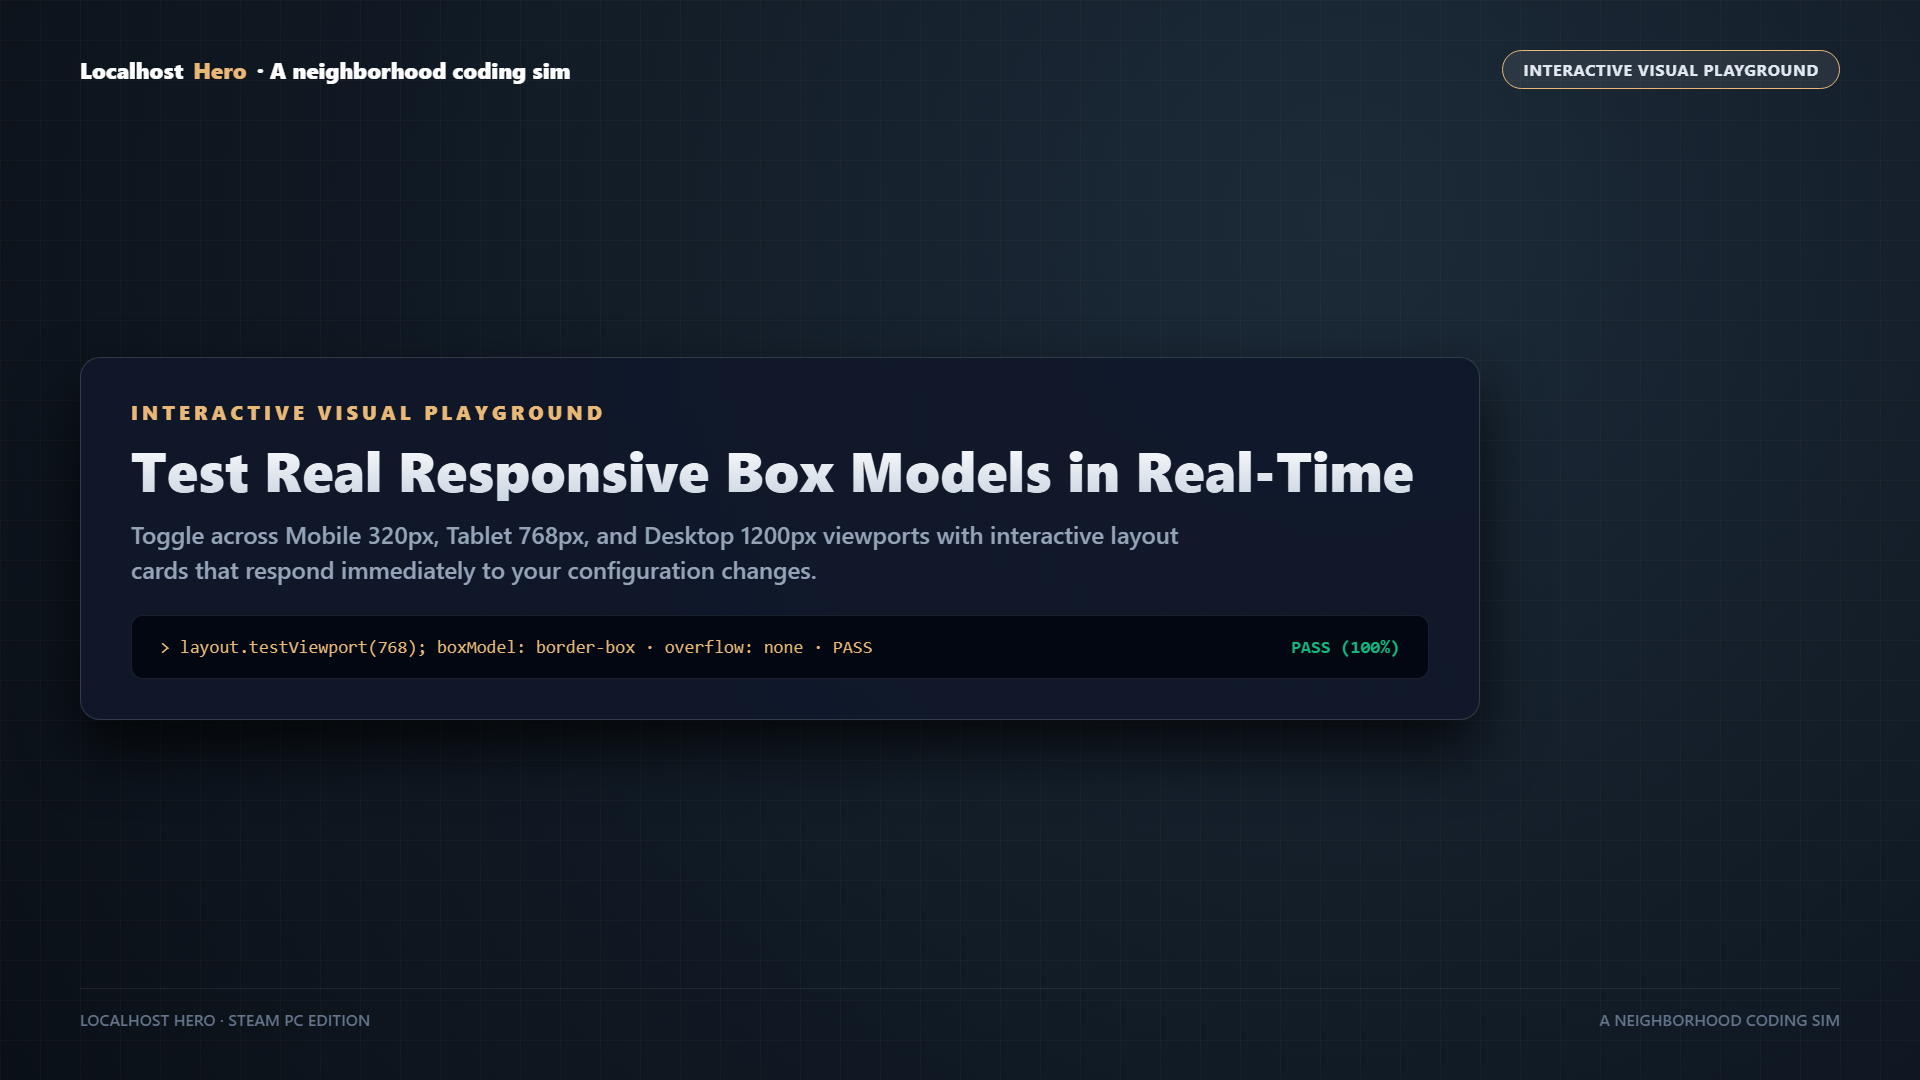 Localhost Hero · A neighborhood coding sim
INTERACTIVE VISUAL PLAYGROUND
INTERACTIVE VISUAL PLAYGROUND
Test Real Responsive Box Models in Real-Time
Toggle across Mobile 320px, Tablet 768px, and Desktop 1200px viewports with interactive layout
cards that respond immediately to your configuration changes.
> layout.testViewport(768); boxModel: border-box · overflow: none · PASS
PASS (100%)
LOCALHOST HERO · STEAM PC EDITION
A NEIGHBORHOOD CODING SIM